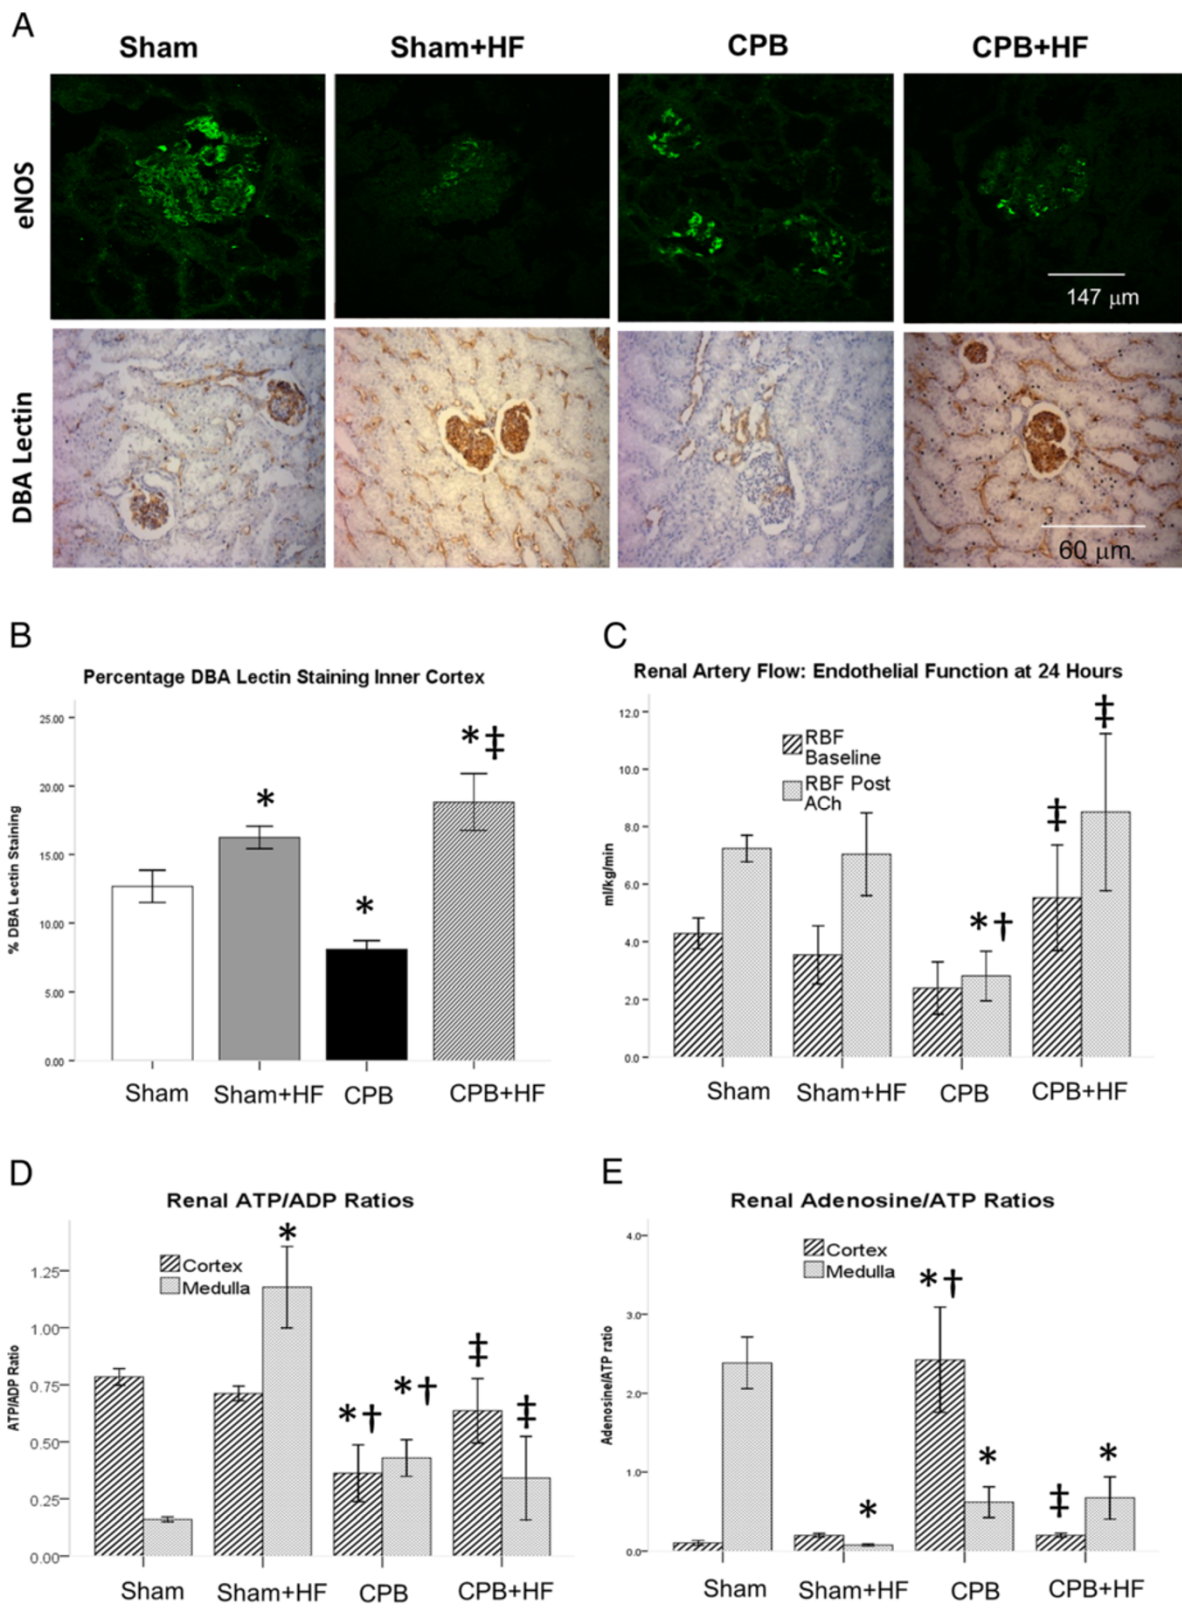 A
Sham Sham+HF CPB CPB+HF
eNOS
147 µm
DBA Lectin
60 µm
B
Percentage DBA Lectin Staining Inner Cortex
% DBA Lectin Staining
25.00
20.00
15.00
10.00
5.00
0.00
*
*
*‡
Sham Sham+HF CPB CPB+HF
C
Renal Artery Flow: Endothelial Function at 24 Hours
ml/kg/min
12.0
10.0
8.0
6.0
4.0
2.0
0.0
RBF
Baseline
RBF Post
ACh
*†
‡
‡
Sham Sham+HF CPB CPB+HF
D
Renal ATP/ADP Ratios
ATP/ADP Ratio
1.25
1.00
0.75
0.50
0.25
0.00
Cortex
Medulla
*
*†
*†
‡
‡
Sham Sham+HF CPB CPB+HF
E
Renal Adenosine/ATP Ratios
Adenosine/ATP ratio
4.0
3.0
2.0
1.0
0.0
Cortex
Medulla
*
*†
*
‡
*
Sham Sham+HF CPB CPB+HF